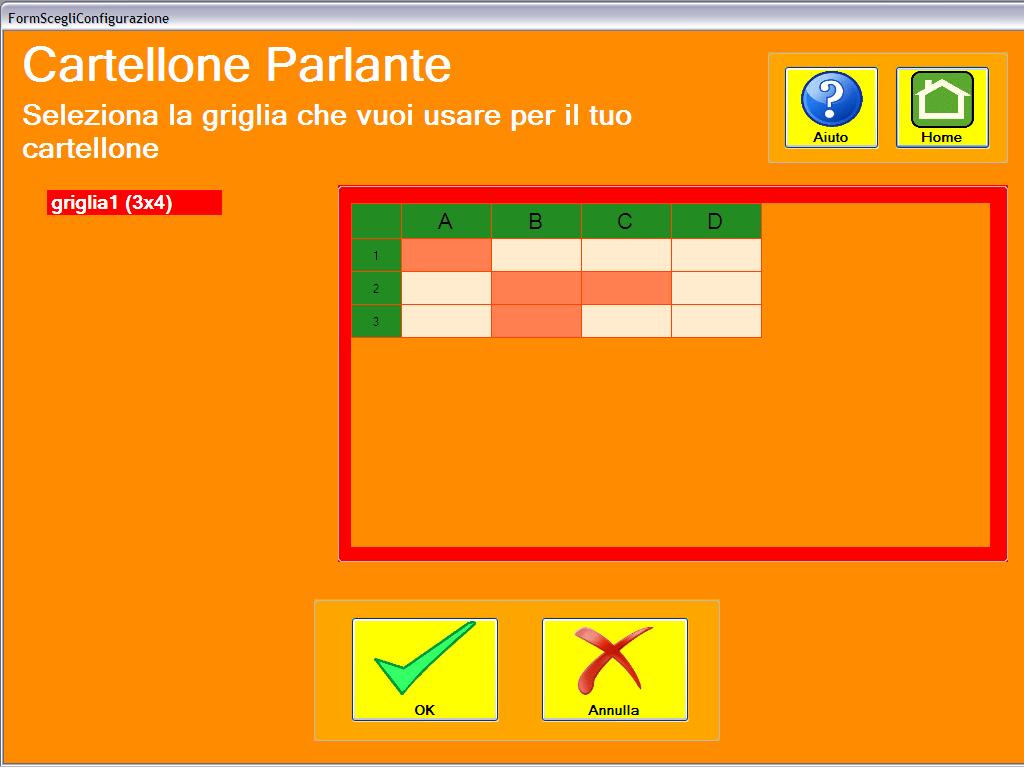 FormScegliConfigurazione
Cartellone Parlante
Seleziona la griglia che vuoi usare per il tuo
cartellone
?
Aiuto
Home
griglia1 (3x4)
A B C D
1
2
3
OK
Annulla